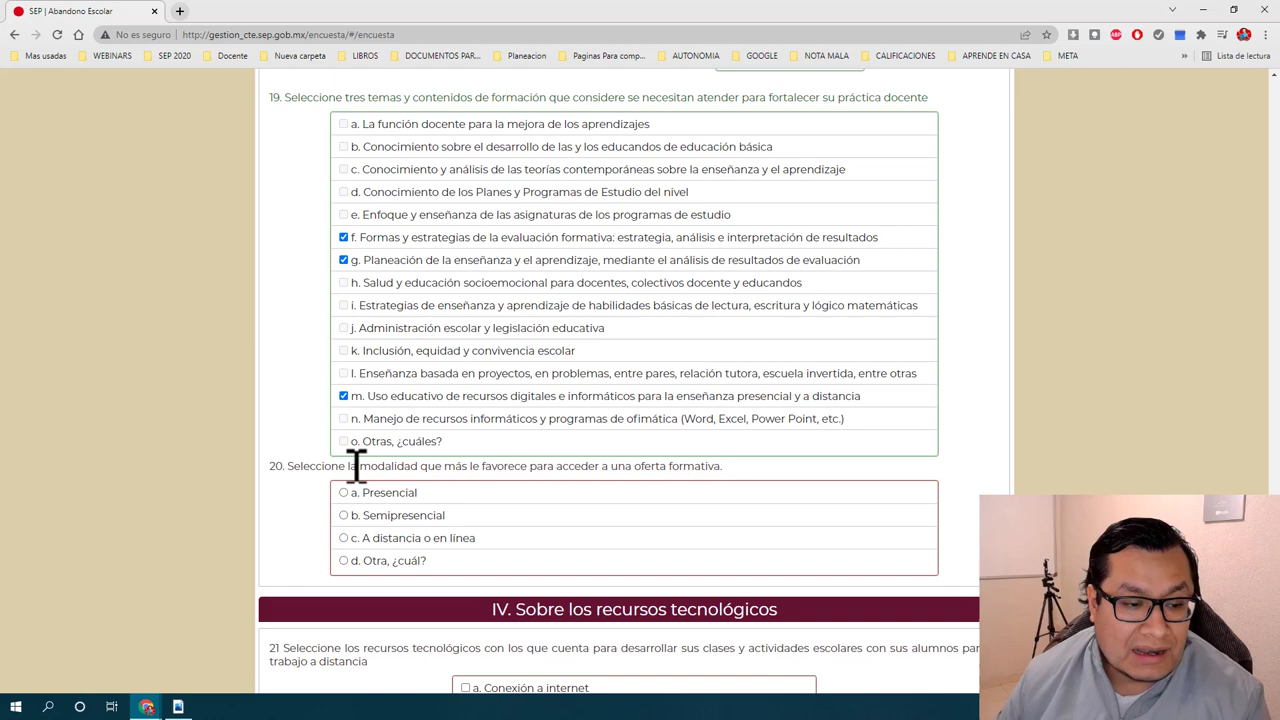 SEP | Abandono Escolar
No es seguro
http://gestion_cte.sep.gob.mx/encuesta/#/encuesta
Mas usadas
WEBINARS
SEP 2020
Docente
Nueva carpeta
LIBROS
DOCUMENTOS PAR...
Planeacion
Paginas Para comp...
AUTONOMIA
GOOGLE
NOTA MALA
CALIFICACIONES
APRENDE EN CASA
META
»
Lista de lectura
19. Seleccione tres temas y contenidos de formación que considere se necesitan atender para fortalecer su práctica docente
a. La función docente para la mejora de los aprendizajes
b. Conocimiento sobre el desarrollo de las y los educandos de educación básica
c. Conocimiento y análisis de las teorías contemporáneas sobre la enseñanza y el aprendizaje
d. Conocimiento de los Planes y Programas de Estudio del nivel
e. Enfoque y enseñanza de las asignaturas de los programas de estudio
f. Formas y estrategias de la evaluación formativa: estrategia, análisis e interpretación de resultados
g. Planeación de la enseñanza y el aprendizaje, mediante el análisis de resultados de evaluación
h. Salud y educación socioemocional para docentes, colectivos docente y educandos
i. Estrategias de enseñanza y aprendizaje de habilidades básicas de lectura, escritura y lógico matemáticas
j. Administración escolar y legislación educativa
k. Inclusión, equidad y convivencia escolar
l. Enseñanza basada en proyectos, en problemas, entre pares, relación tutora, escuela invertida, entre otras
m. Uso educativo de recursos digitales e informáticos para la enseñanza presencial y a distancia
n. Manejo de recursos informáticos y programas de ofimática (Word, Excel, Power Point, etc.)
o. Otras, ¿cuáles?
20. Seleccione la modalidad que más le favorece para acceder a una oferta formativa.
a. Presencial
b. Semipresencial
c. A distancia o en línea
d. Otra, ¿cuál?
IV. Sobre los recursos tecnológicos
21 Seleccione los recursos tecnológicos con los que cuenta para desarrollar sus clases y actividades escolares con sus alumnos
trabajo a distancia
a. Conexión a internet